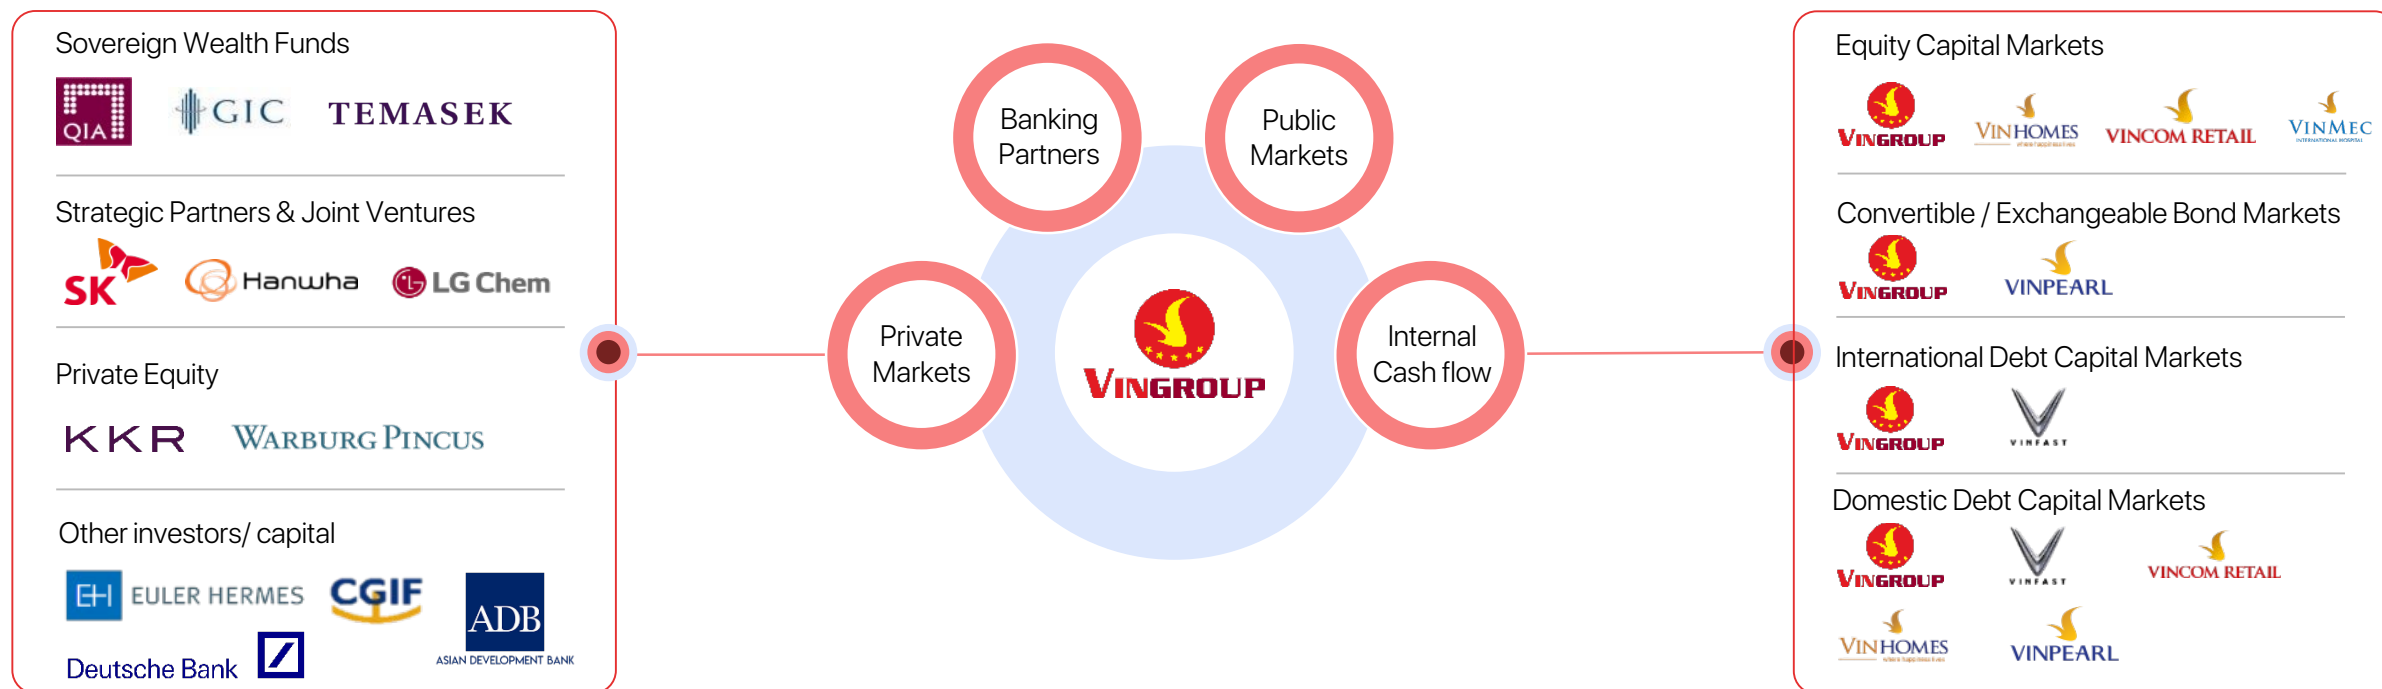 Sovereign Wealth Funds
QIA
GIC
TEMASEK
Strategic Partners & Joint Ventures
SK
Hanwha
LG Chem
Private Equity
KKR
WARBURG PINCUS
Other investors/ capital
EH EULER HERMES
CGIF
ADB
ASIAN DEVELOPMENT BANK
Deutsche Bank
Banking
Partners
Public
Markets
Private
Markets
VINGROUP
Internal
Cash flow
Equity Capital Markets
VINGROUP
VINHOMES
VINCOM RETAIL
VINMEC
INTERNATIONAL HOSPITAL
Convertible / Exchangeable Bond Markets
VINGROUP
VINPEARL
International Debt Capital Markets
VINGROUP
VINFAST
Domestic Debt Capital Markets
VINGROUP
VINFAST
VINCOM RETAIL
VINHOMES
VINPEARL